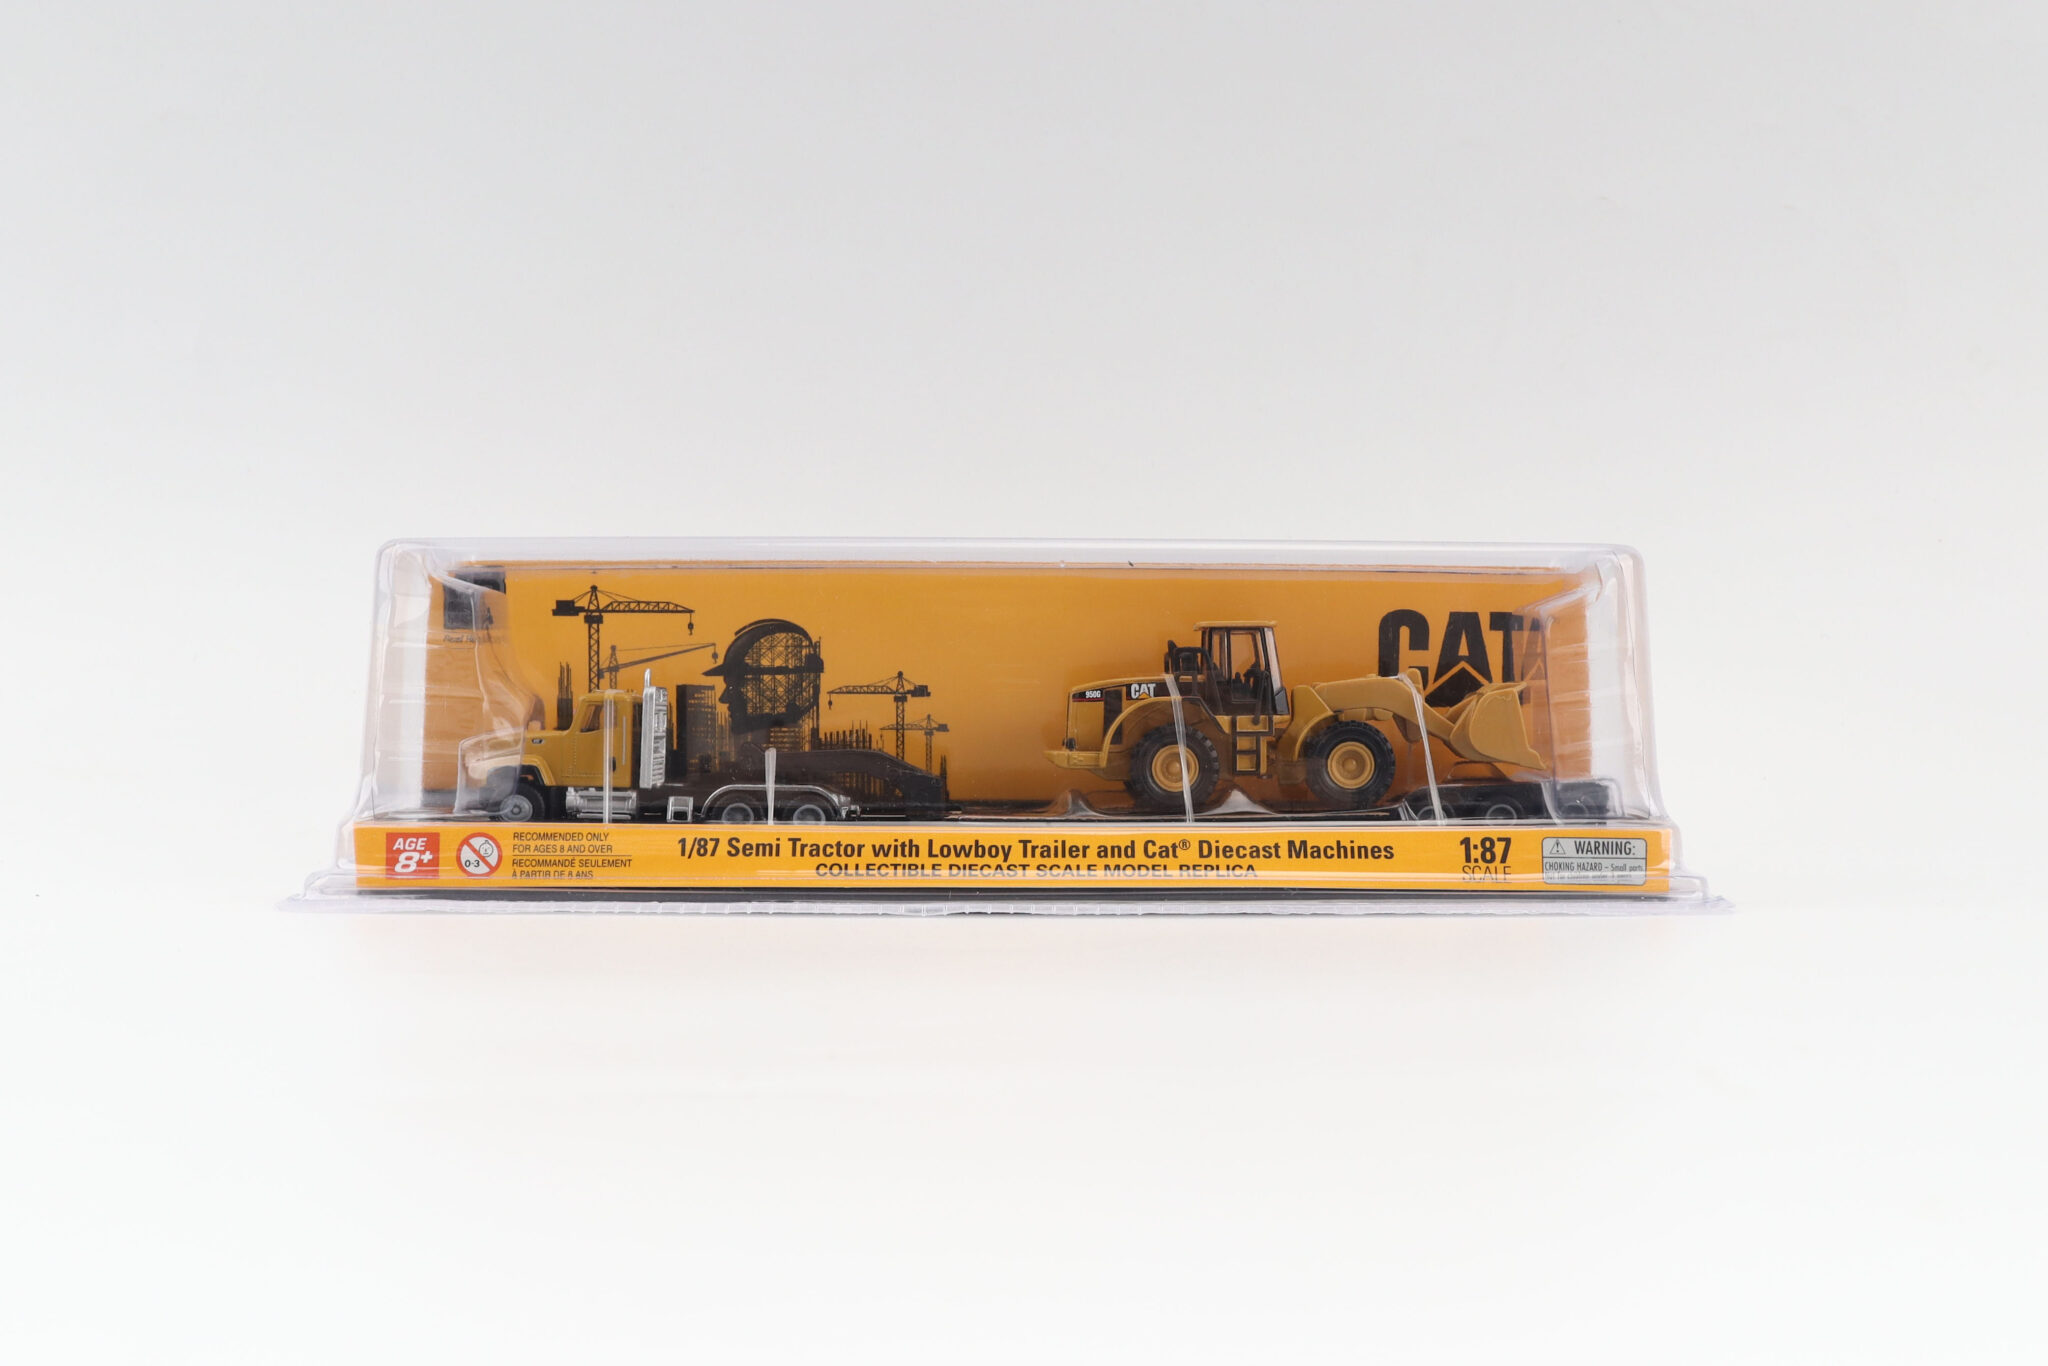 CAT
950G CAT
AGE
8+
0-3
RECOMMENDED ONLY
FOR AGES 8 AND OVER
RECOMMANDÉ SEULEMENT
À PARTIR DE 8 ANS
1/87 Semi Tractor with Lowboy Trailer and Cat® Diecast Machines
COLLECTIBLE DIECAST SCALE MODEL REPLICA
1:87
SCALE
WARNING:
CHOKING HAZARD – Small parts